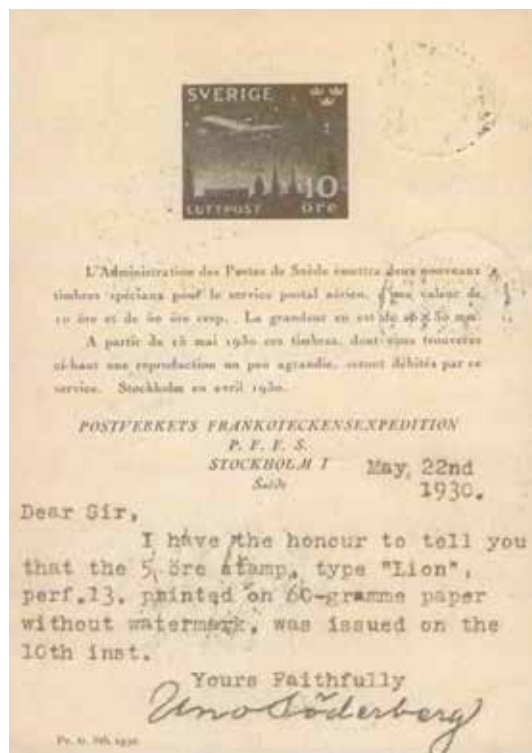 SVERIGE
LUFTPOST
10
öre
L'Administration des Postes de Suède émettra deux nouveaux
timbres spéciaux pour le service postal aérien, valeur de
10 öre et de 50 öre resp. La grandeur en est de mm.
A partir du 15 mai 1930 ces timbres, dont vous trouverez
ci-haut une reproduction un peu agrandie, seront débités par ce
service. Stockholm en avril 1930.
POSTVERKETS FRANKOTECKENSEXPEDITION
P. F. F. S.
STOCKHOLM 1
Suède
May, 22nd
1930.
Dear Sir,
I have the honour to tell you
that the 5 öre stamp, type "Lion",
perf.13. printed on 60-gramme paper
without watermark, was issued on the
10th inst.
Yours Faithfully
Uno Söderberg